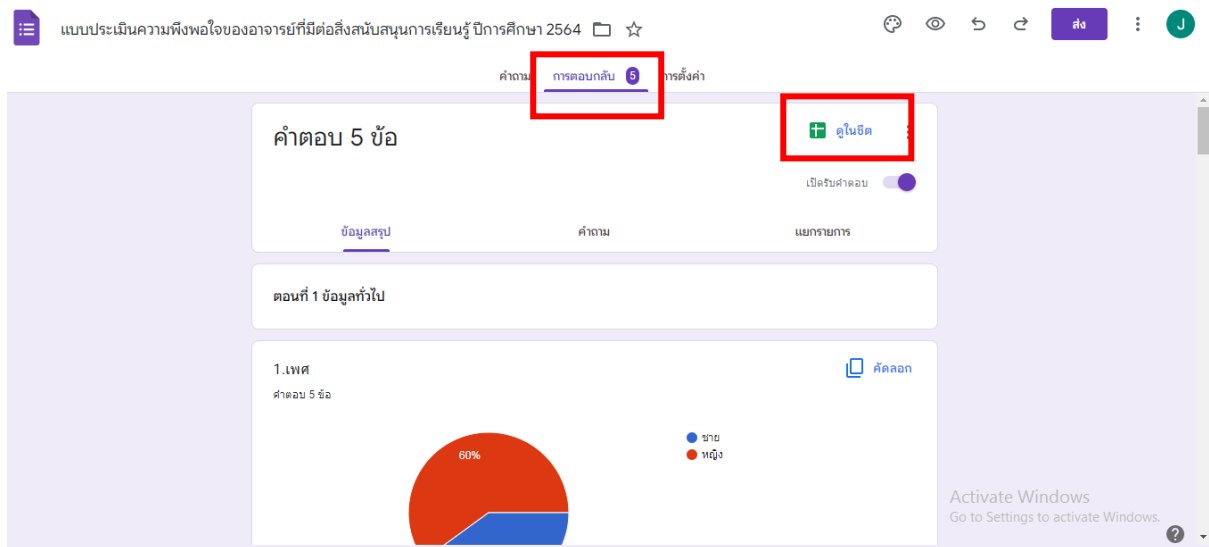 แบบประเมินความพึงพอใจของอาจารย์ที่มีต่อสิ่งสนับสนุนการเรียนรู้ ปีการศึกษา 2564
ส่ง
J
คำถาม การตอบกลับ 5 การตั้งค่า
คำตอบ 5 ข้อ
ดูในชีต
เปิดรับคำตอบ
ข้อมูลสรุป คำถาม แยกรายการ
ตอนที่ 1 ข้อมูลทั่วไป
1.เพศ
คัดลอก
คำตอบ 5 ข้อ
ชาย
หญิง
60%
Activate Windows
Go to Settings to activate Windows.